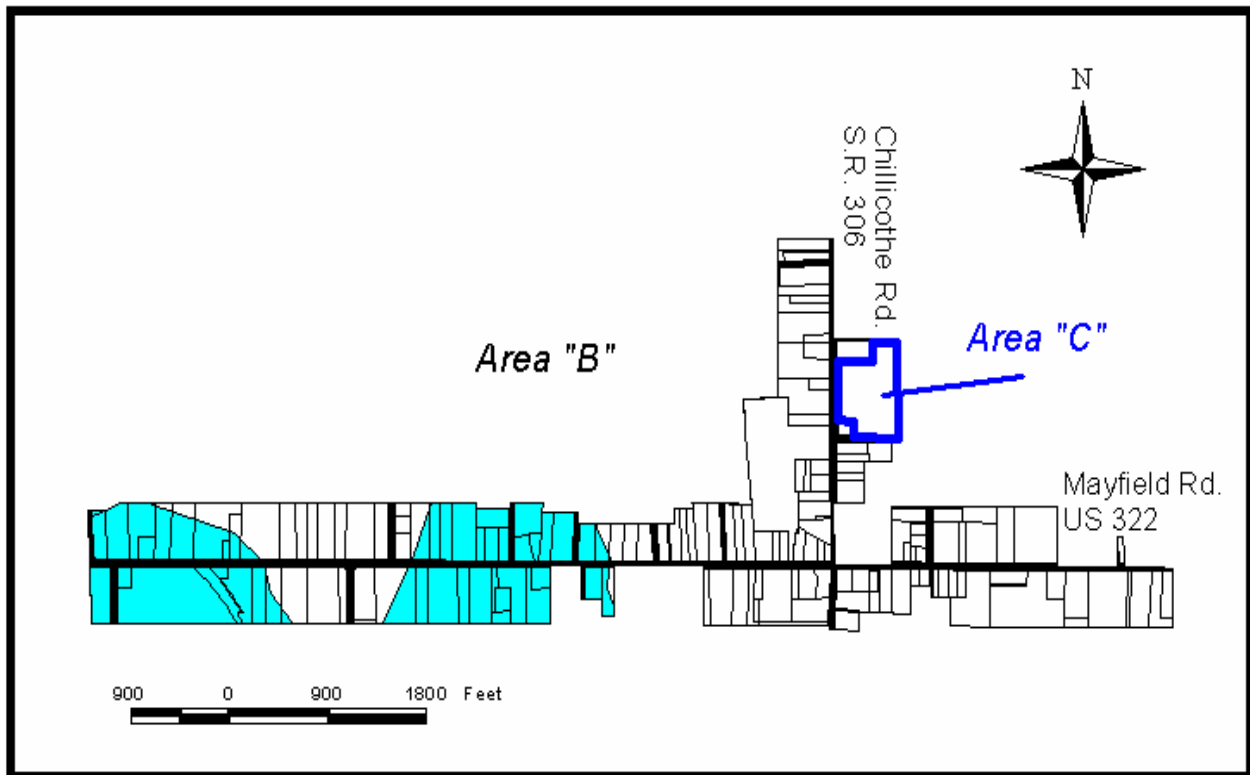 N
Chillicothe Rd.
S.R. 306
Area "B"
Area "C"
Mayfield Rd.
US 322
900 0 900 1800 Feet